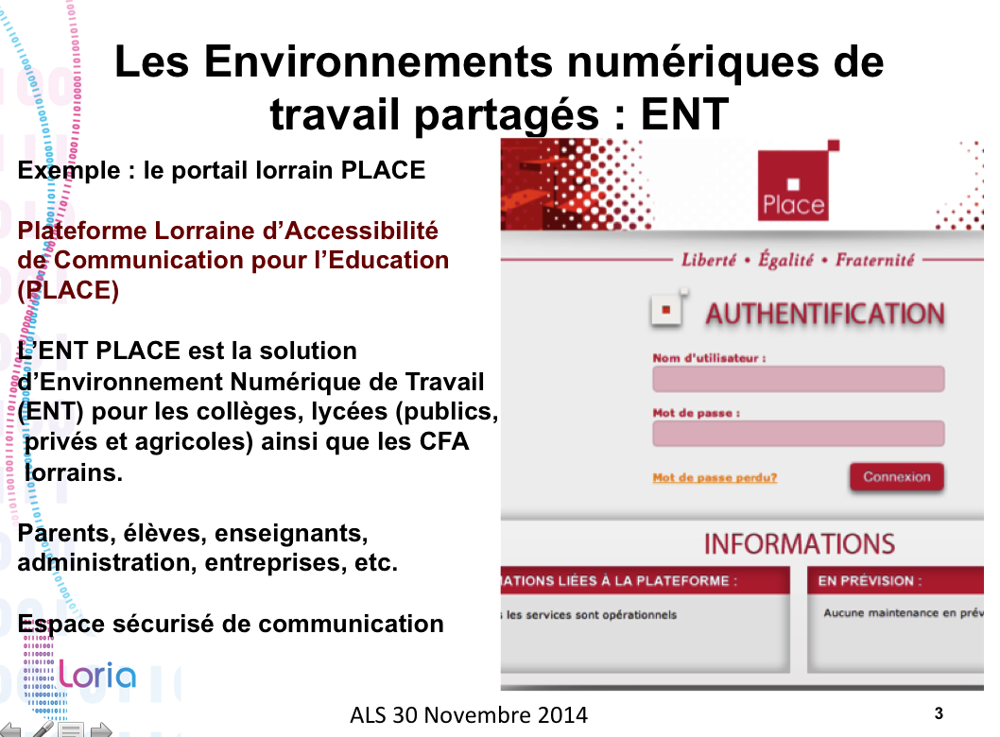 Les Environnements numériques de
travail partagés : ENT
Exemple : le portail lorrain PLACE
Plateforme Lorraine d’Accessibilité
de Communication pour l’Education
(PLACE)
L’ENT PLACE est la solution
d’Environnement Numérique de Travail
(ENT) pour les collèges, lycées (publics,
privés et agricoles) ainsi que les CFA
lorrains.
Parents, élèves, enseignants,
administration, entreprises, etc.
Espace sécurisé de communication
Place
Liberté • Égalité • Fraternité
AUTHENTIFICATION
Nom d'utilisateur :
Mot de passe :
Mot de passe perdu?
Connexion
INFORMATIONS
ATIONS LIÉES À LA PLATEFORME :
les services sont opérationnels
EN PRÉVISION :
Aucune maintenance en prév
Loria
ALS 30 Novembre 2014
3